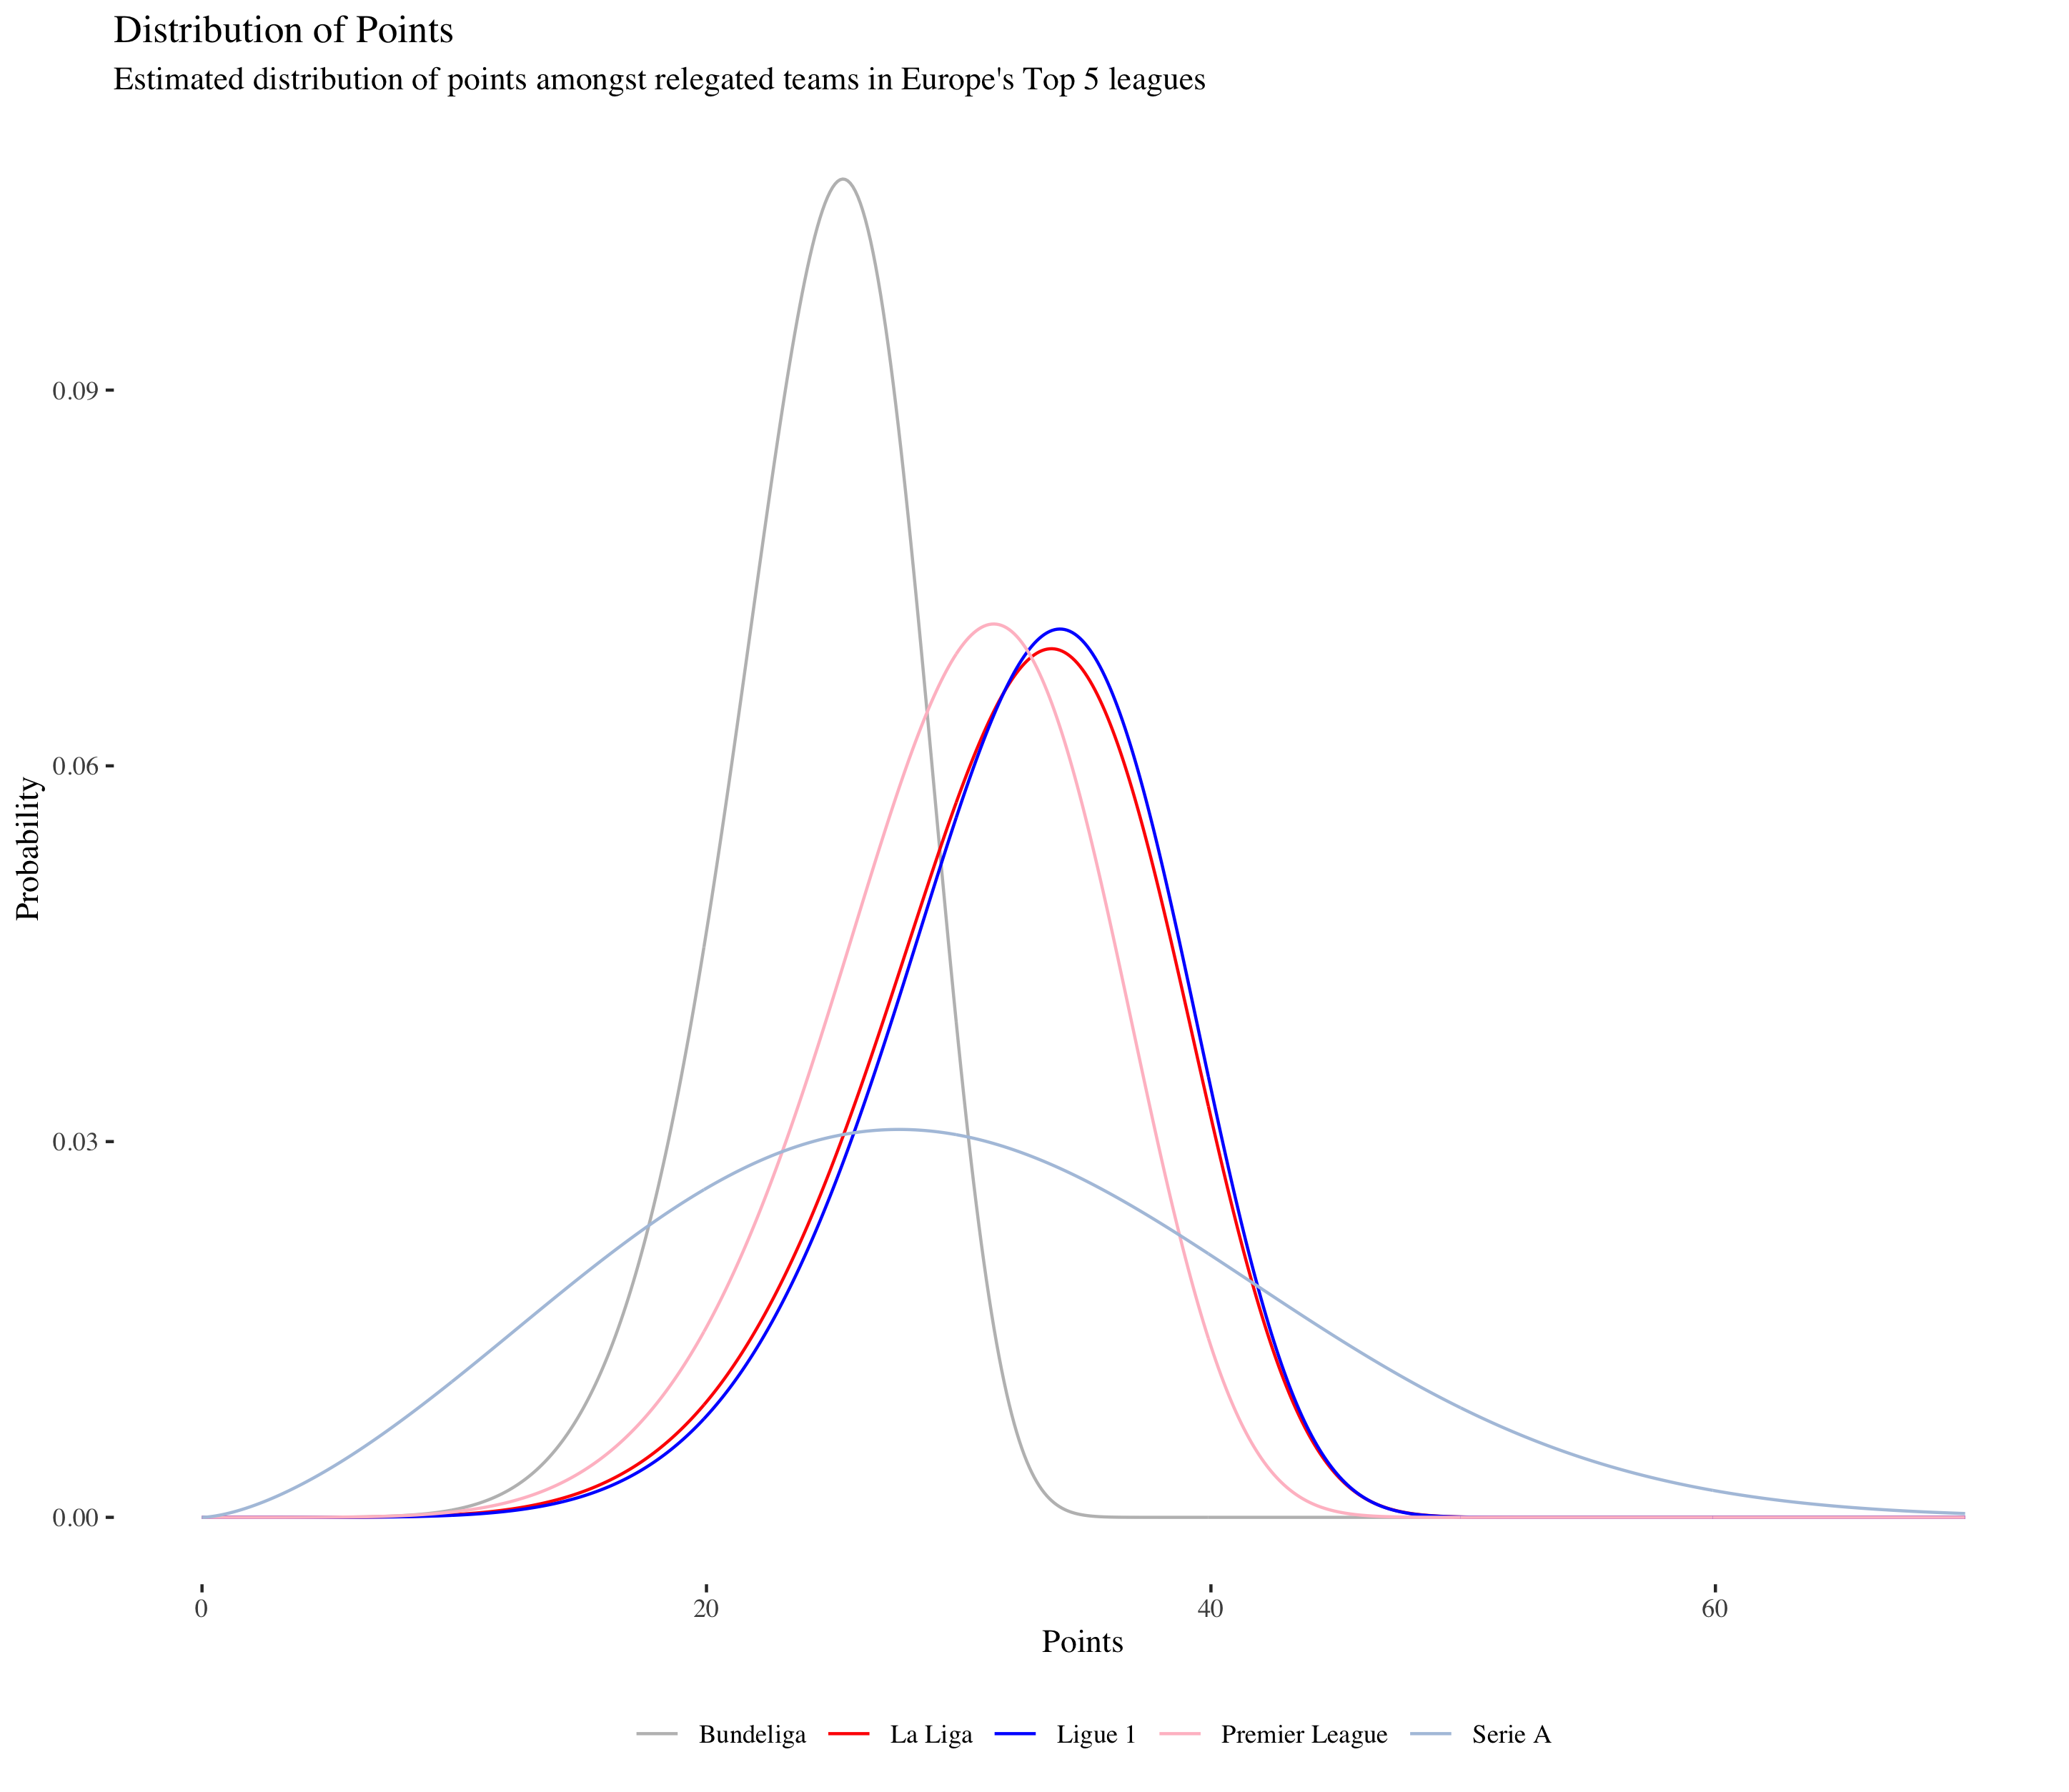 Distribution of Points
Estimated distribution of points amongst relegated teams in Europe's Top 5 leagues
0.09
0.06
0.03
0.00
Probability
0 20 40 60
Points
Bundeliga La Liga Ligue 1 Premier League Serie A